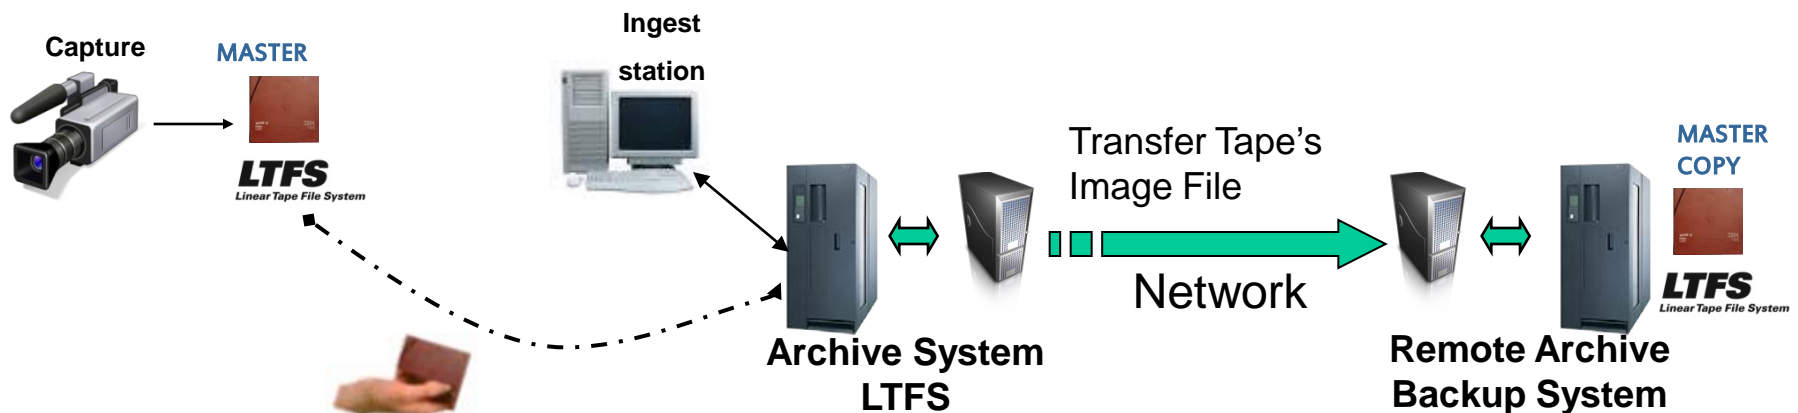 Capture
MASTER
LTFS
Linear Tape File System
Ingest
station
Archive System
LTFS
Transfer Tape's
Image File
Network
MASTER
COPY
LTFS
Linear Tape File System
Remote Archive
Backup System